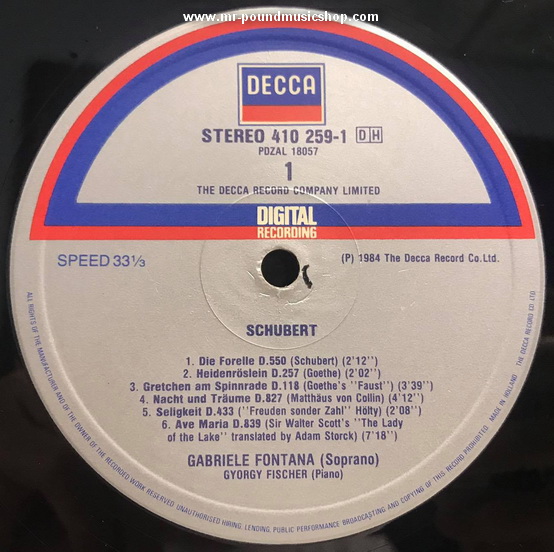 www.mr-poundmusicshop.com
DECCA
STEREO 410 259-1 DH
PDZAL 18057
1
THE DECCA RECORD COMPANY LIMITED
DIGITAL
RECORDING
SPEED 33⅓
(P) 1984 The Decca Record Co. Ltd.
SCHUBERT
1. Die Forelle D.550 (Schubert) (2'12'')
2. Heidenröslein D.257 (Goethe) (2'02'')
3. Gretchen am Spinnrade D.118 (Goethe's ''Faust'') (3'39'')
4. Nacht und Träume D.827 (Matthäus von Collin) (4'12'')
5. Seligkeit D.433 (''Freuden sonder Zahl'' Hölty) (2'08'')
6. Ave Maria D.839 (Sir Walter Scott's ''The Lady
of the Lake'' translated by Adam Storck) (7'18'')
GABRIELE FONTANA (Soprano)
GYORGY FISCHER (Piano)
ALL RIGHTS OF THE MANUFACTURER AND OF THE OWNER OF THE RECORDED WORK RESERVED. UNAUTHORISED HIRING, LENDING, PUBLIC PERFORMANCE BROADCASTING AND COPYING OF THIS RECORD PROHIBITED. MADE IN HOLLAND. THE DECCA RECORD CO. LTD.